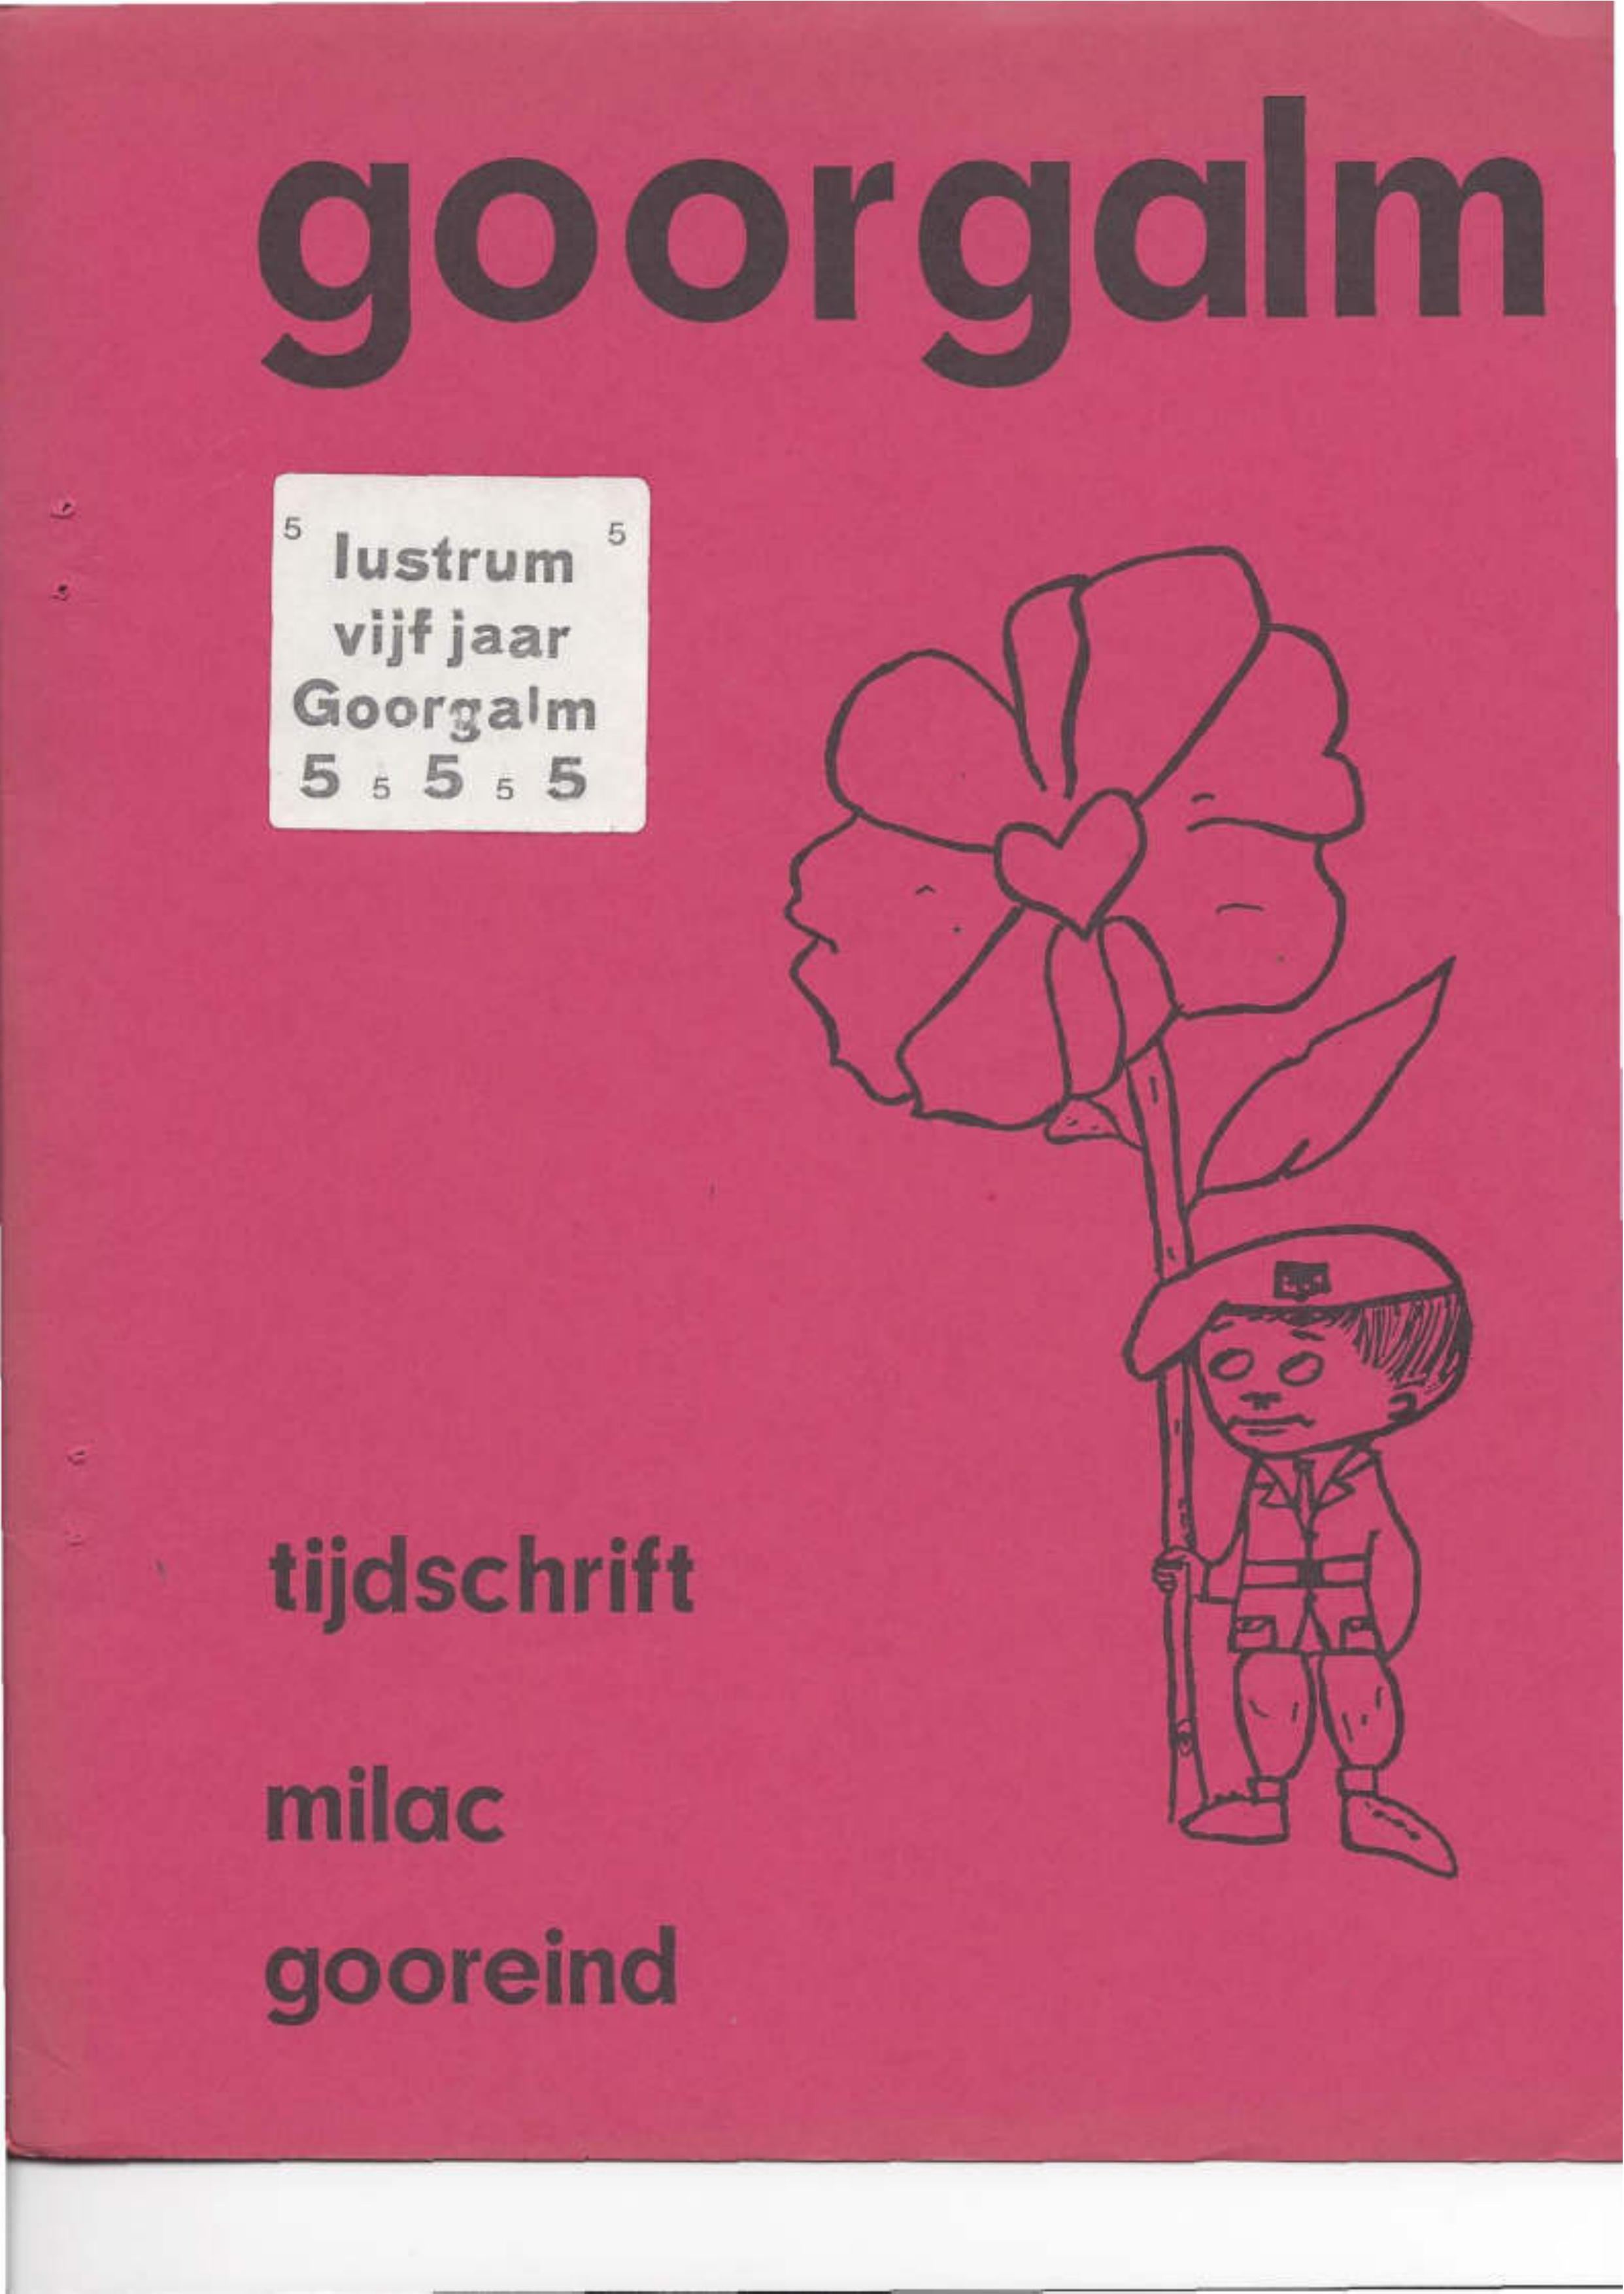 goorgalm
5 lustrum 5
vijf jaar
Goorgalm
5 5 5 5 5
tijdschrift
milac
gooreind